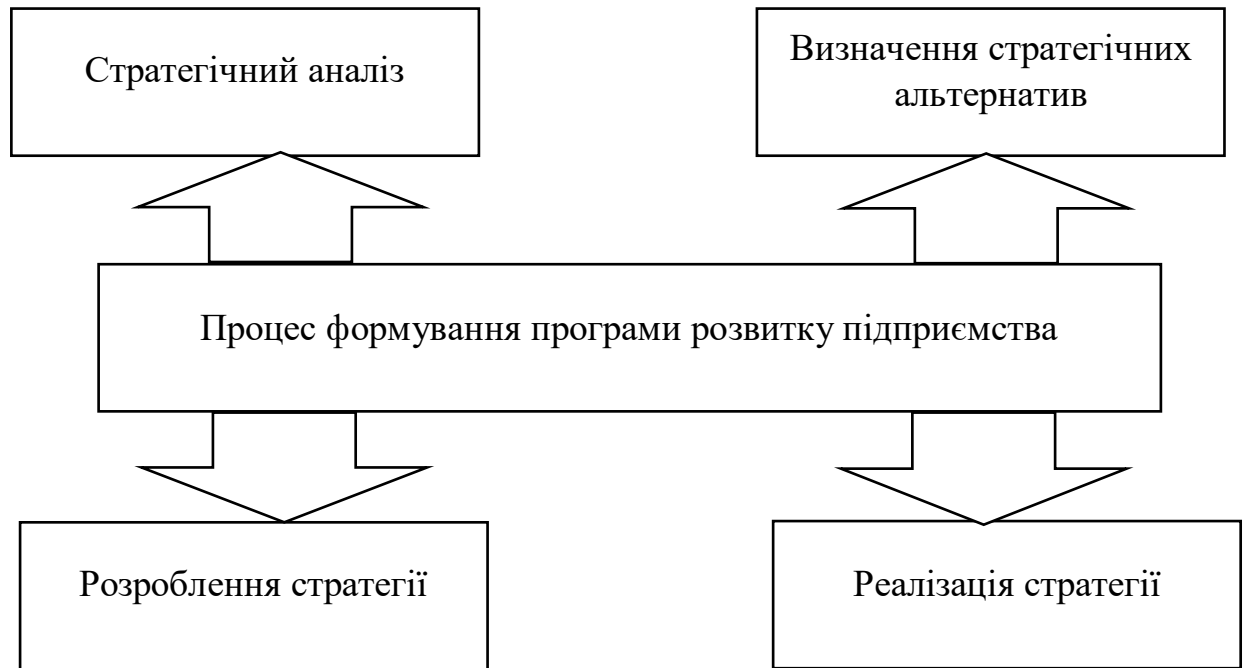 Стратегічний аналіз
Визначення стратегічних
альтернатив
Процес формування програми розвитку підприємства
Розроблення стратегії
Реалізація стратегії